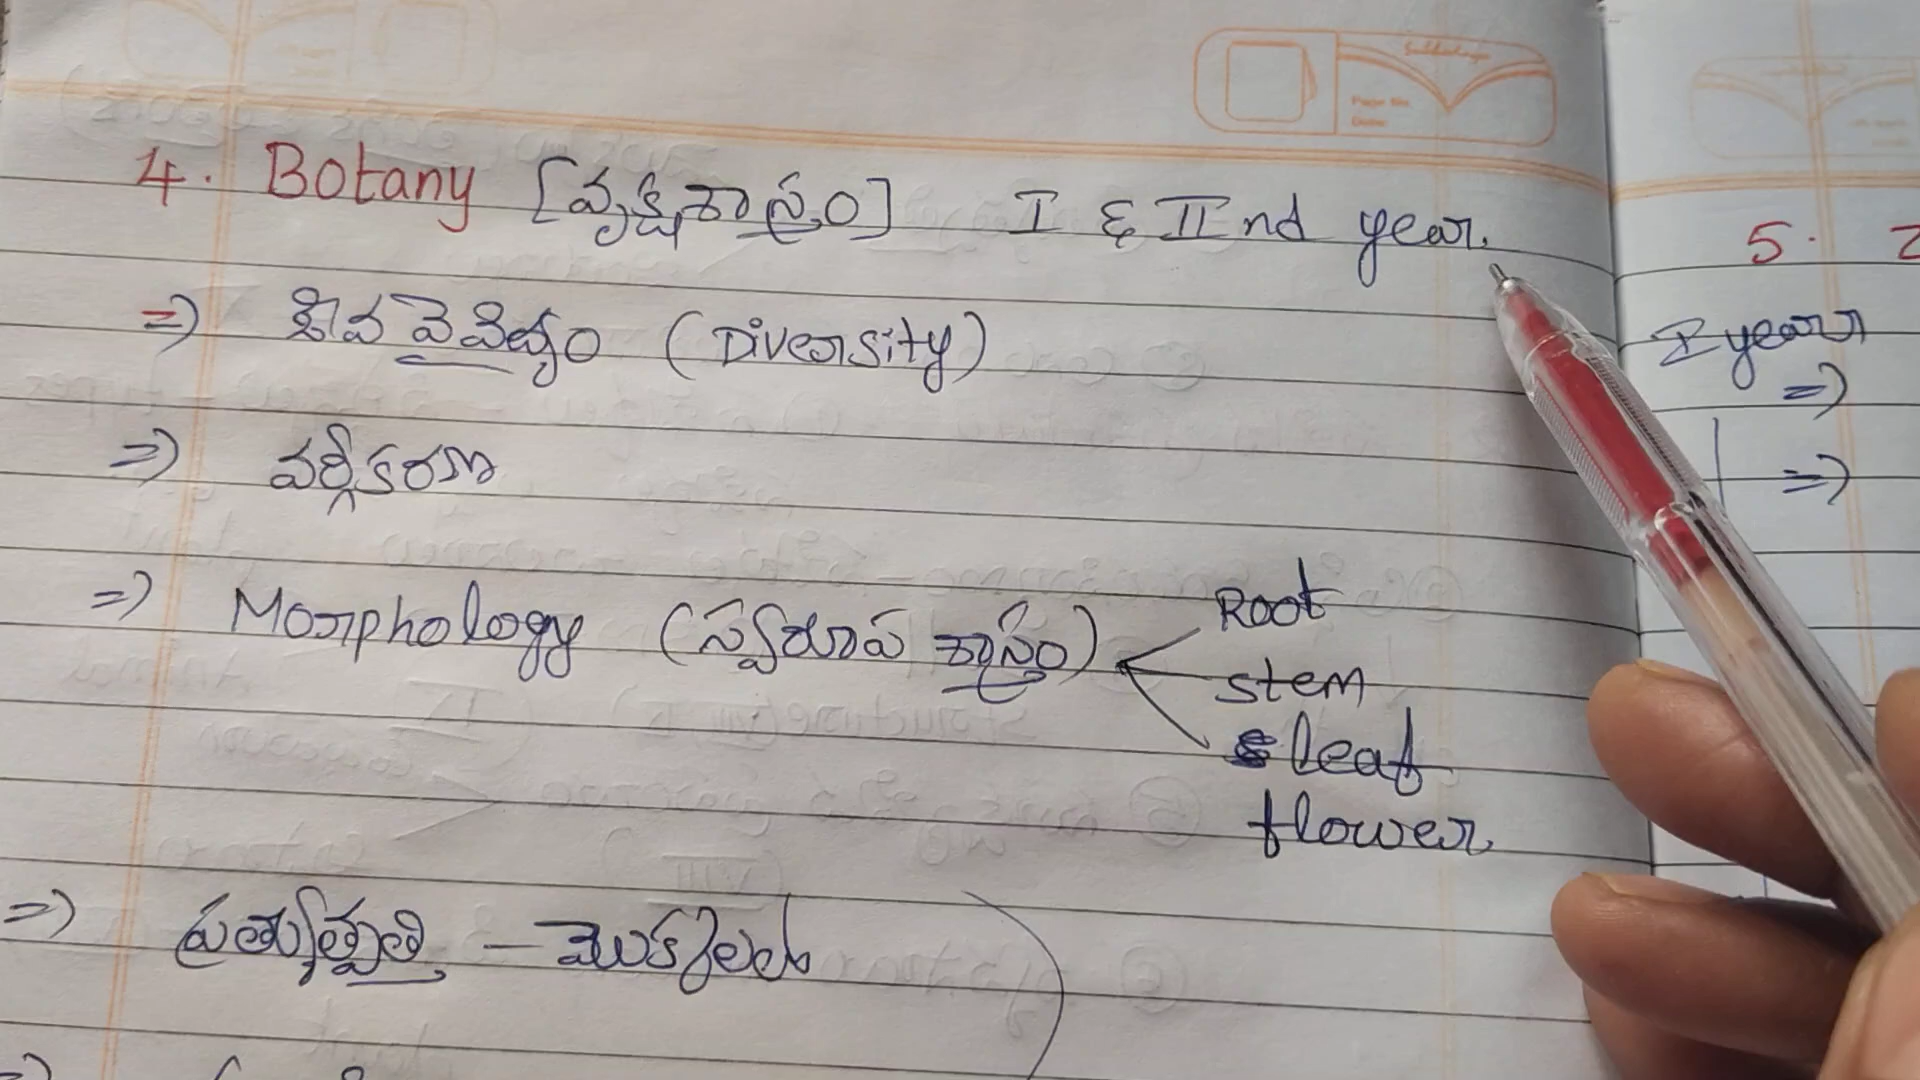 4. Botany [వృక్షశాస్త్రం] I & IInd year.
=) జీవ వైవిధ్యం (Diversity)
=) వర్గీకరణ
=) Morphology (స్వరూప శాస్త్రం)
Root
stem
leaf
flower
=) ప్రత్యుత్పత్తి - మొక్కలలో
5.
I year
=)
=)